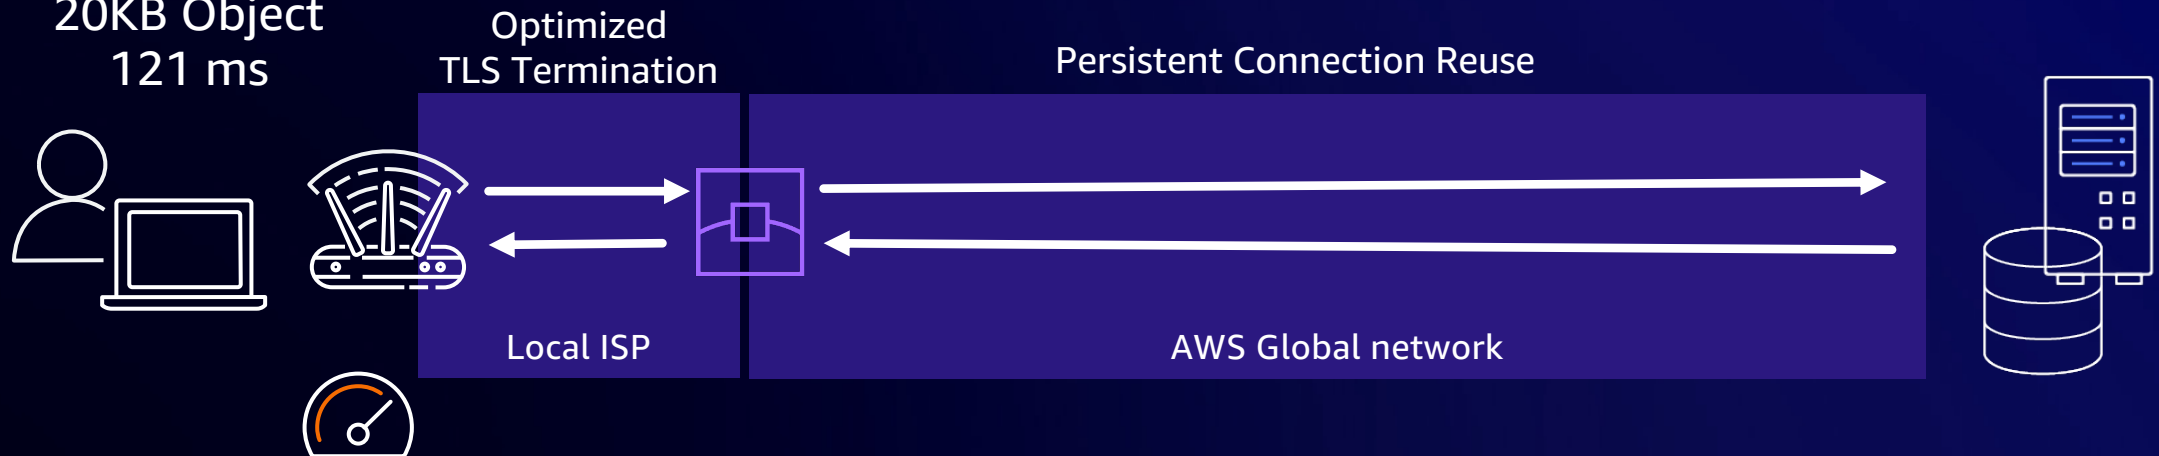 20KB Object
121 ms
Optimized
TLS Termination
Persistent Connection Reuse
Local ISP
AWS Global network